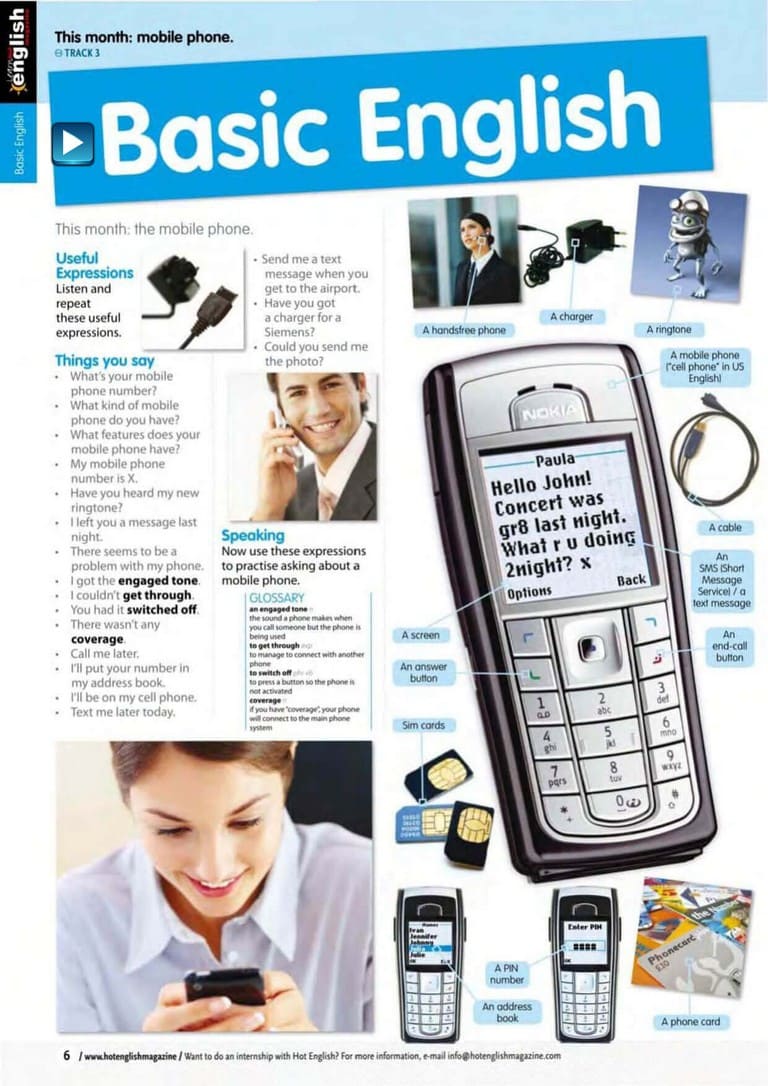 Learn hot
english
magazine
Basic English
This month: mobile phone.
TRACK 3
Basic English
This month: the mobile phone.
Useful
Expressions
Listen and
repeat
these useful
expressions.
Things you say
• What's your mobile
phone number?
• What kind of mobile
phone do you have?
• What features does your
mobile phone have?
• My mobile phone
number is X.
• Have you heard my new
ringtone?
• I left you a message last
night.
• There seems to be a
problem with my phone.
• I got the engaged tone.
• I couldn't get through.
• You had it switched off.
• There wasn't any
coverage.
• Call me later.
• I'll put your number in
my address book.
• I'll be on my cell phone.
• Text me later today.
• Send me a text
message when you
get to the airport.
• Have you got
a charger for a
Siemens?
• Could you send me
the photo?
Speaking
Now use these expressions
to practise asking about a
mobile phone.
GLOSSARY
an engaged tone n
the sound a phone makes when
you call someone but the phone is
being used
to get through exp
to manage to connect with another
phone
to switch off phr vb
to press a button so the phone is
not activated
coverage n
if you have "coverage", your phone
will connect to the main phone
system
A handsfree phone
A charger
A ringtone
A mobile phone
("cell phone" in US
English)
NOKIA
Paula
Hello John!
Concert was
gr8 last night.
What r u doing
2night? x
Options
Back
A cable
An
SMS (Short
Message
Service) / a
text message
A screen
An
end-call
button
An answer
button
Sim cards
1
2 abc
3 def
4 ghi
5 jkl
6 mno
7 pqrs
8 tuv
9 wxyz
* +
0
#
Names
Ivan
Jennifer
Johnny
Julie
OK
Enter PIN
####
OK
A PIN
number
An address
book
the Num
Phonecard
£10
A phone card
6 / www.hotenglishmagazine / Want to do an internship with Hot English? For more information, e-mail info@hotenglishmagazine.com